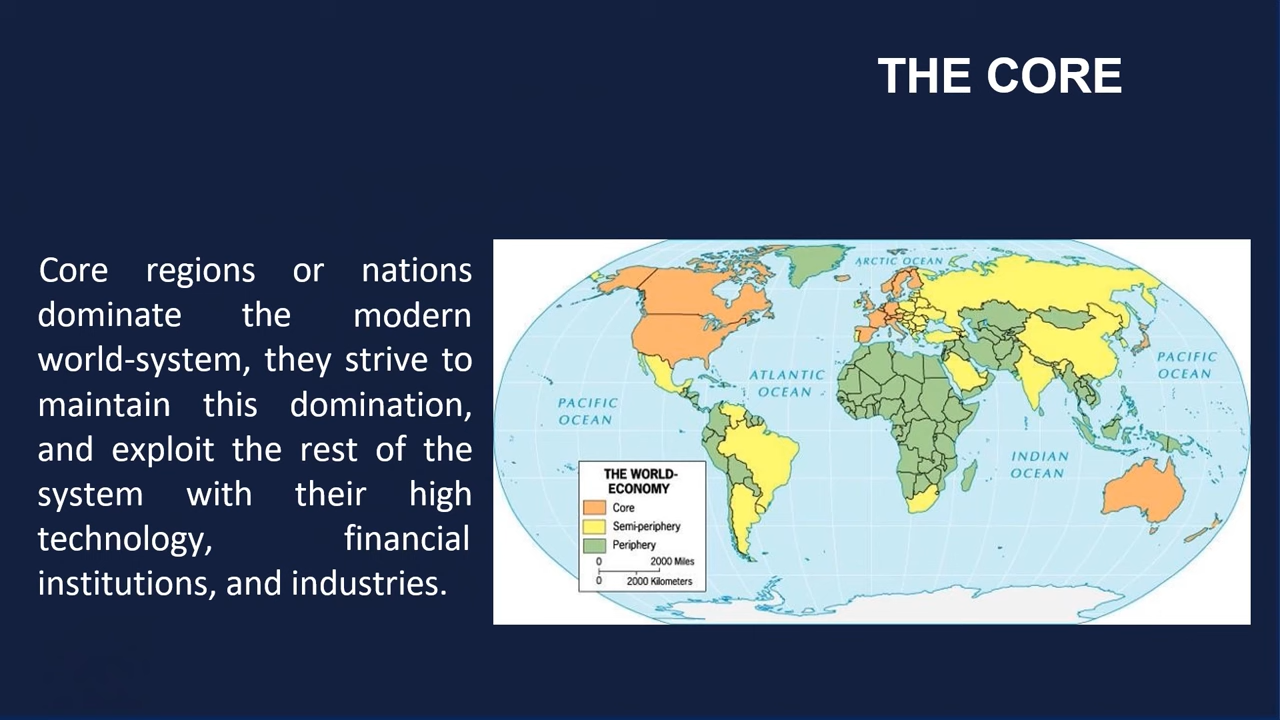 THE CORE
Core regions or nations
dominate the modern
world-system, they strive to
maintain this domination,
and exploit the rest of the
system with their high
technology, financial
institutions, and industries.
ARCTIC OCEAN
ATLANTIC
OCEAN
PACIFIC
OCEAN
PACIFIC
OCEAN
INDIAN
OCEAN
THE WORLD-
ECONOMY
Core
Semi-periphery
Periphery
0 2000 Miles
0 2000 Kilometers